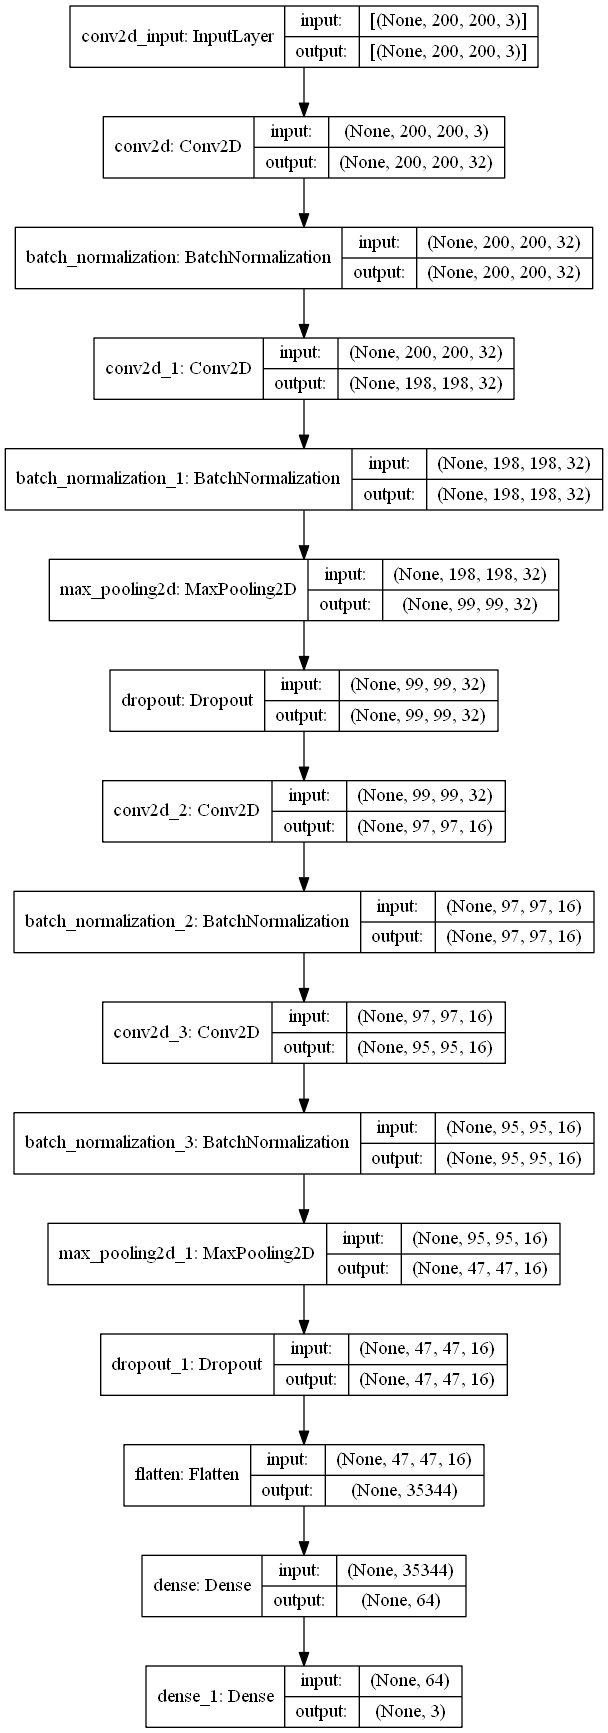 conv2d_input: InputLayer
input:
[(None, 200, 200, 3)]
output:
[(None, 200, 200, 3)]
conv2d: Conv2D
input:
(None, 200, 200, 3)
output:
(None, 200, 200, 32)
batch_normalization: BatchNormalization
input:
(None, 200, 200, 32)
output:
(None, 200, 200, 32)
conv2d_1: Conv2D
input:
(None, 200, 200, 32)
output:
(None, 198, 198, 32)
batch_normalization_1: BatchNormalization
input:
(None, 198, 198, 32)
output:
(None, 198, 198, 32)
max_pooling2d: MaxPooling2D
input:
(None, 198, 198, 32)
output:
(None, 99, 99, 32)
dropout: Dropout
input:
(None, 99, 99, 32)
output:
(None, 99, 99, 32)
conv2d_2: Conv2D
input:
(None, 99, 99, 32)
output:
(None, 97, 97, 16)
batch_normalization_2: BatchNormalization
input:
(None, 97, 97, 16)
output:
(None, 97, 97, 16)
conv2d_3: Conv2D
input:
(None, 97, 97, 16)
output:
(None, 95, 95, 16)
batch_normalization_3: BatchNormalization
input:
(None, 95, 95, 16)
output:
(None, 95, 95, 16)
max_pooling2d_1: MaxPooling2D
input:
(None, 95, 95, 16)
output:
(None, 47, 47, 16)
dropout_1: Dropout
input:
(None, 47, 47, 16)
output:
(None, 47, 47, 16)
flatten: Flatten
input:
(None, 47, 47, 16)
output:
(None, 35344)
dense: Dense
input:
(None, 35344)
output:
(None, 64)
dense_1: Dense
input:
(None, 64)
output:
(None, 3)